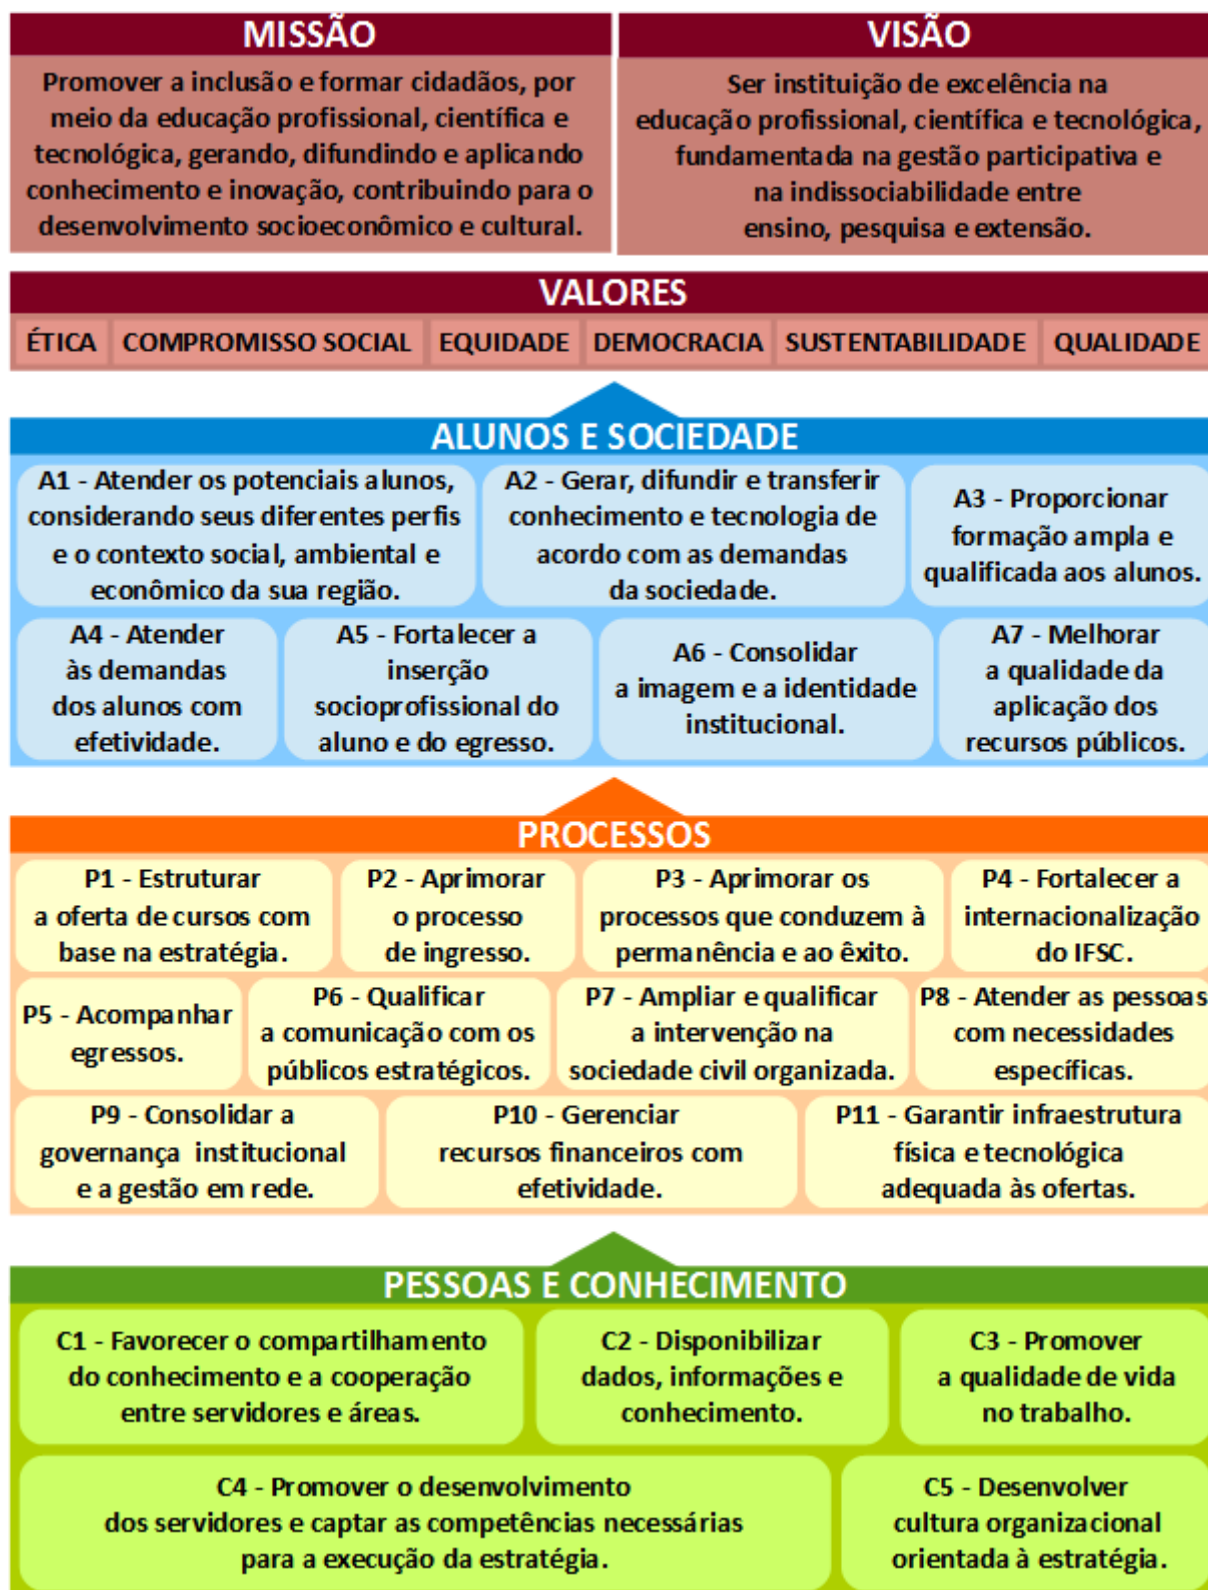 MISSÃO
Promover a inclusão e formar cidadãos, por
meio da educação profissional, científica e
tecnológica, gerando, difundindo e aplicando
conhecimento e inovação, contribuindo para o
desenvolvimento socioeconômico e cultural.
VISÃO
Ser instituição de excelência na
educação profissional, científica e tecnológica,
fundamentada na gestão participativa e
na indissociabilidade entre
ensino, pesquisa e extensão.
VALORES
ÉTICA COMPROMISSO SOCIAL EQUIDADE DEMOCRACIA SUSTENTABILIDADE QUALIDADE
ALUNOS E SOCIEDADE
A1 - Atender os potenciais alunos,
considerando seus diferentes perfis
e o contexto social, ambiental e
econômico da sua região.
A2 - Gerar, difundir e transferir
conhecimento e tecnologia de
acordo com as demandas
da sociedade.
A3 - Proporcionar
formação ampla e
qualificada aos alunos.
A4 - Atender
às demandas
dos alunos com
efetividade.
A5 - Fortalecer a
inserção
socioprofissional do
aluno e do egresso.
A6 - Consolidar
a imagem e a identidade
institucional.
A7 - Melhorar
a qualidade da
aplicação dos
recursos públicos.
PROCESSOS
P1 - Estruturar
a oferta de cursos com
base na estratégia.
P2 - Aprimorar
o processo
de ingresso.
P3 - Aprimorar os
processos que conduzem à
permanência e ao êxito.
P4 - Fortalecer a
internacionalização
do IFSC.
P5 - Acompanhar
egressos.
P6 - Qualificar
a comunicação com os
públicos estratégicos.
P7 - Ampliar e qualificar
a intervenção na
sociedade civil organizada.
P8 - Atender as pessoas
com necessidades
específicas.
P9 - Consolidar a
governança institucional
e a gestão em rede.
P10 - Gerenciar
recursos financeiros com
efetividade.
P11 - Garantir infraestrutura
física e tecnológica
adequada às ofertas.
PESSOAS E CONHECIMENTO
C1 - Favorecer o compartilhamento
do conhecimento e a cooperação
entre servidores e áreas.
C2 - Disponibilizar
dados, informações e
conhecimento.
C3 - Promover
a qualidade de vida
no trabalho.
C4 - Promover o desenvolvimento
dos servidores e captar as competências necessárias
para a execução da estratégia.
C5 - Desenvolver
cultura organizacional
orientada à estratégia.